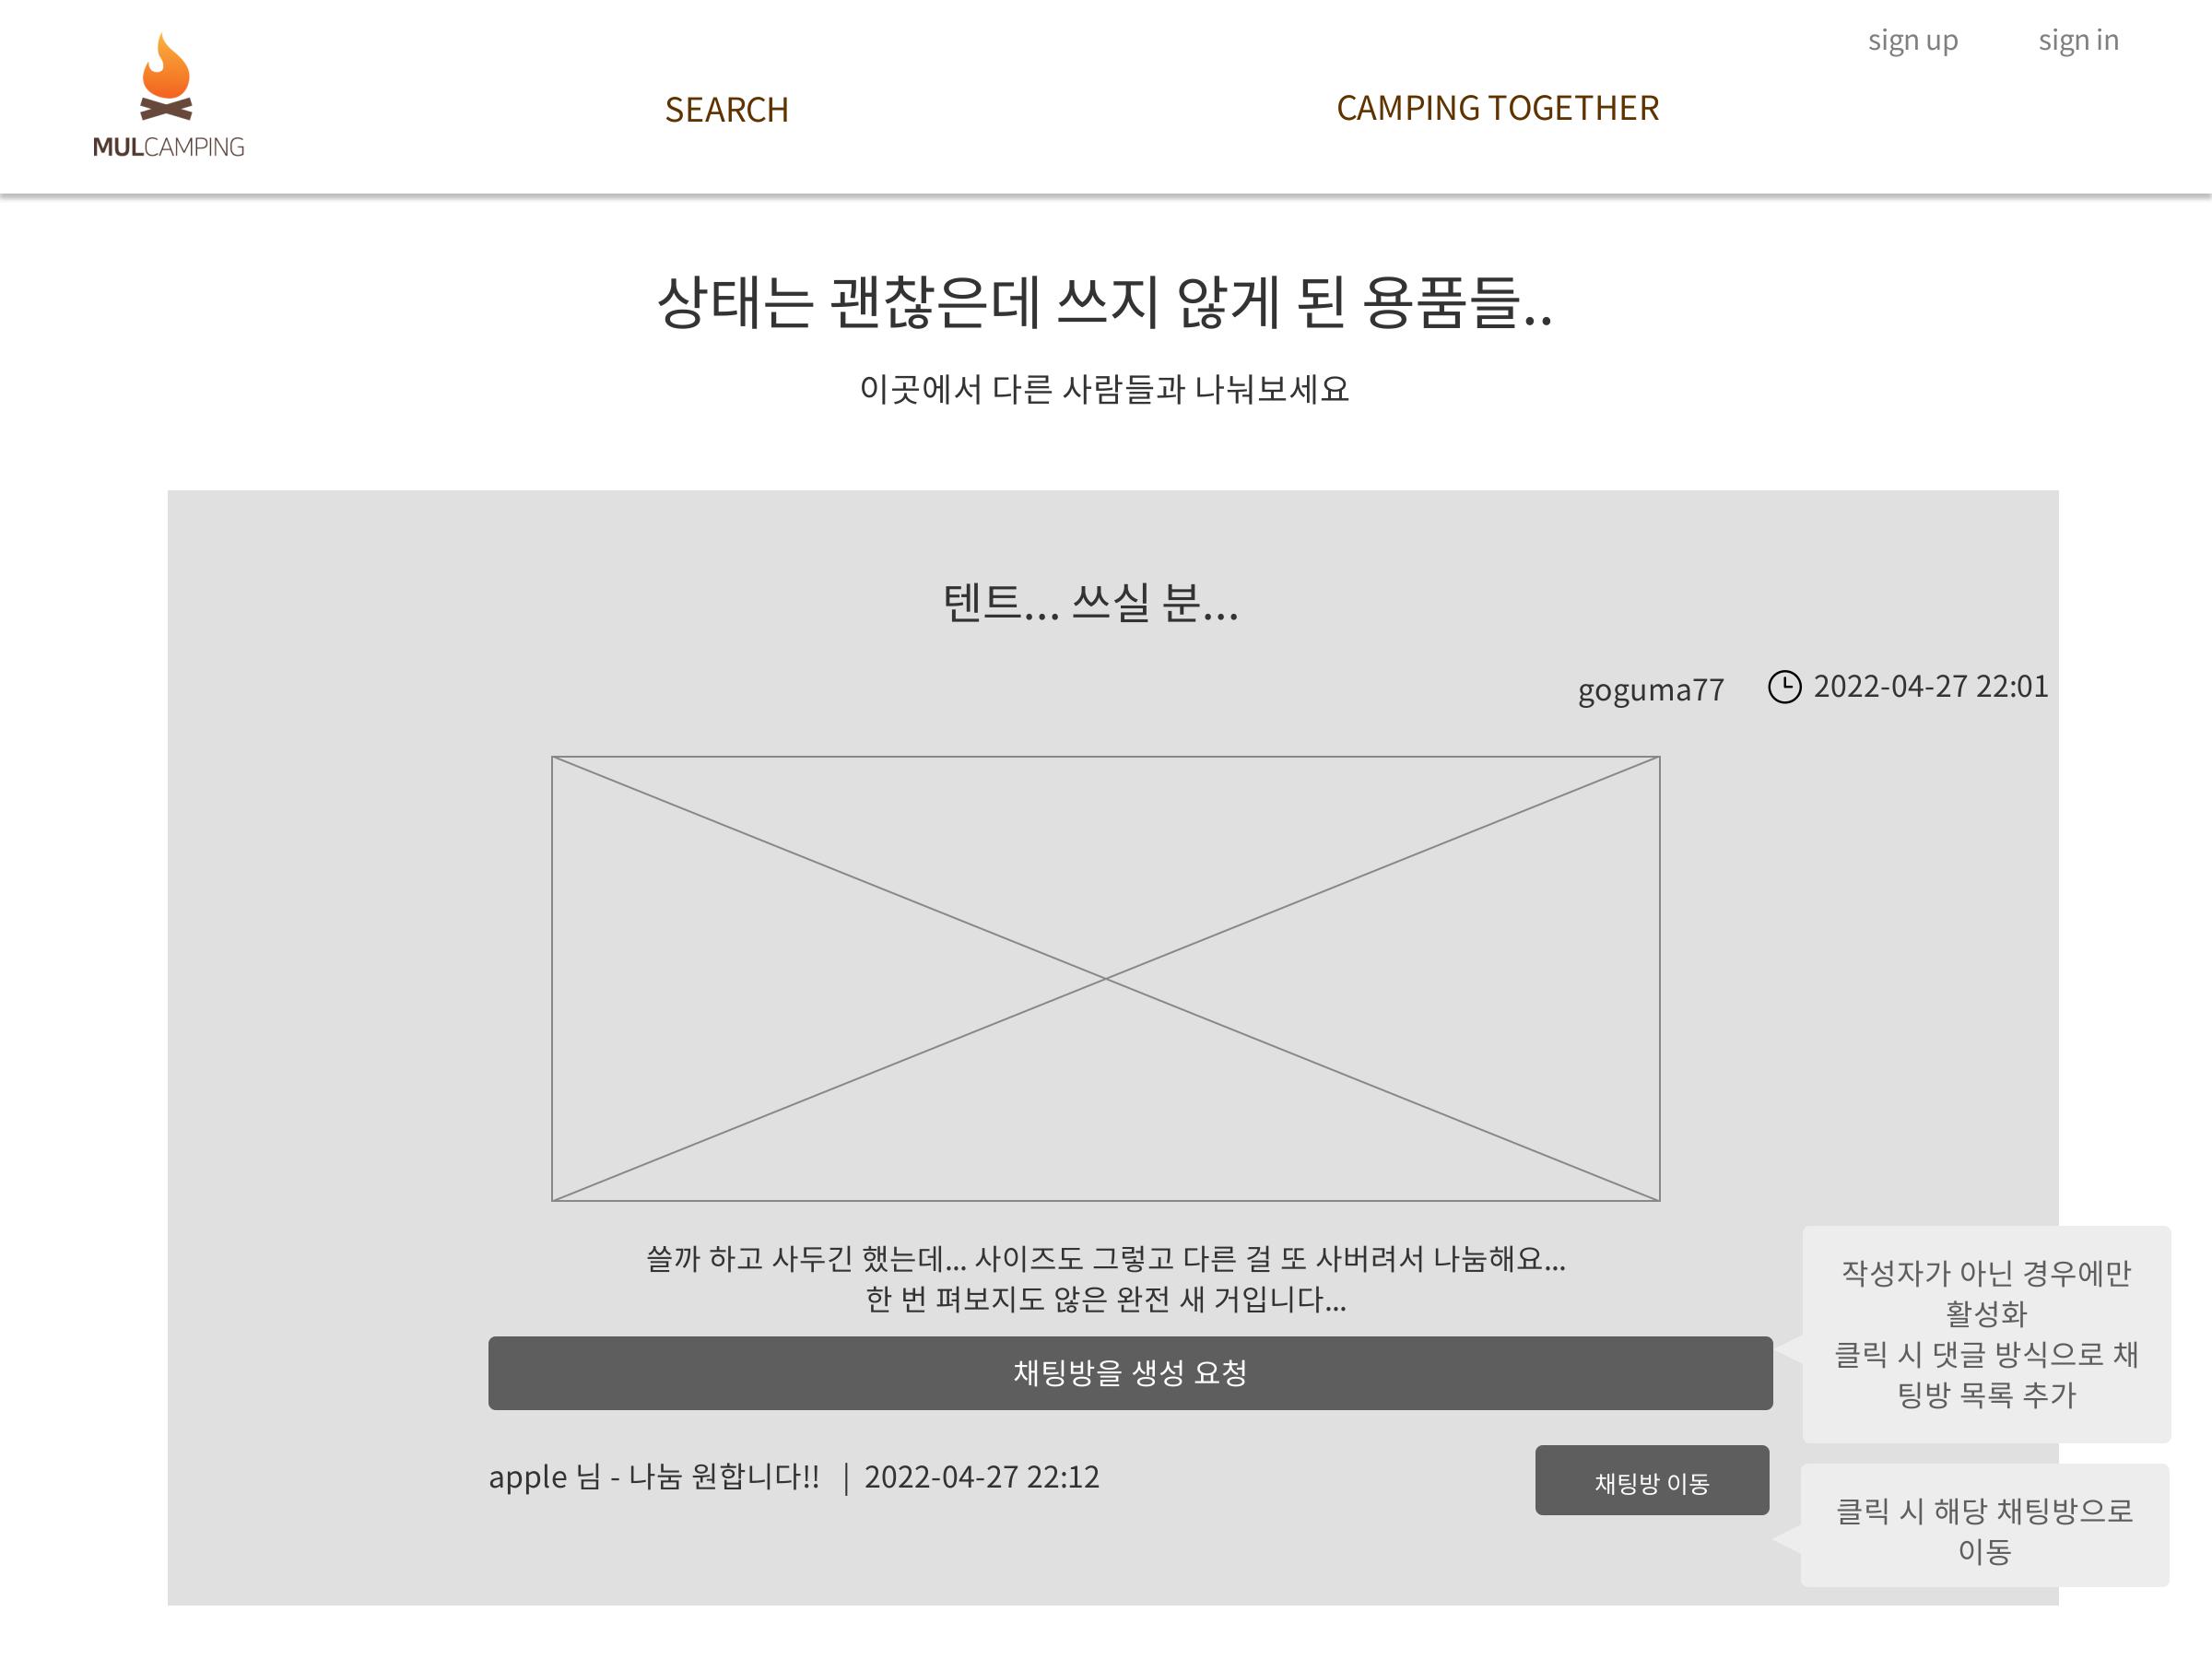 sign up
sign in
MULCAMPING
SEARCH
CAMPING TOGETHER
상태는 괜찮은데 쓰지 않게 된 용품들..
이곳에서 다른 사람들과 나눠보세요
텐트... 쓰실 분...
goguma77
2022-04-27 22:01
쓸까 하고 사두긴 했는데... 사이즈도 그렇고 다른 걸 또 사버려서 나눔해요...
한 번 펴보지도 않은 완전 새 거입니다...
작성자가 아닌 경우에만
활성화
클릭 시 댓글 방식으로 채
팅방 목록 추가
채팅방을 생성 요청
apple 님 - 나눔 원합니다!! | 2022-04-27 22:12
채팅방 이동
클릭 시 해당 채팅방으로
이동